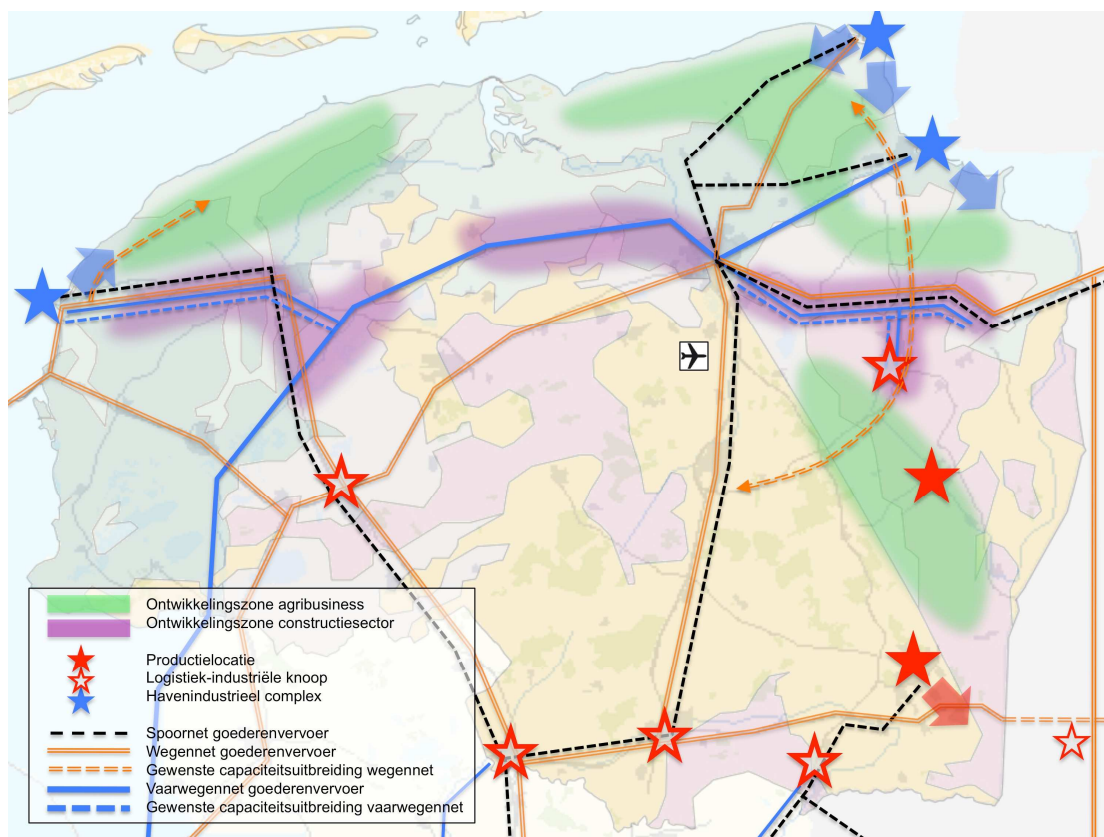 Ontwikkelingszone agribusiness
Ontwikkelingszone constructiesector
Productielocatie
Logistiek-industriële knoop
Havenindustrieel complex
Spoornet goederenvervoer
Wegennet goederenvervoer
Gewenste capaciteitsuitbreiding wegennet
Vaarwegennet goederenvervoer
Gewenste capaciteitsuitbreiding vaarwegennet